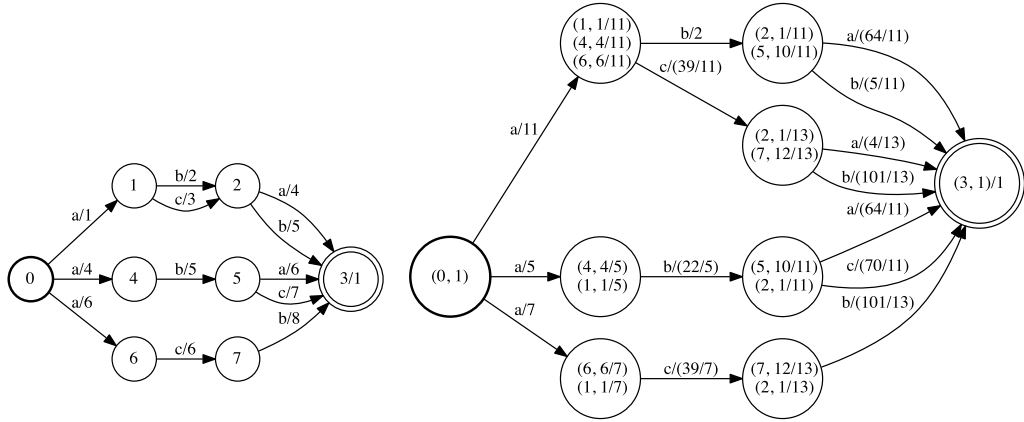 0
a/1
a/4
a/6
1
4
6
b/2
c/3
b/5
c/6
2
5
7
a/4
b/5
a/6
c/7
b/8
3/1
(0, 1)
a/11
a/5
a/7
(1, 1/11)
(4, 4/11)
(6, 6/11)
(4, 4/5)
(1, 1/5)
(6, 6/7)
(1, 1/7)
b/2
c/(39/11)
b/(22/5)
c/(39/7)
(2, 1/11)
(5, 10/11)
(2, 1/13)
(7, 12/13)
(5, 10/11)
(2, 1/11)
(7, 12/13)
(2, 1/13)
a/(64/11)
b/(5/11)
a/(4/13)
b/(101/13)
a/(64/11)
c/(70/11)
b/(101/13)
(3, 1)/1